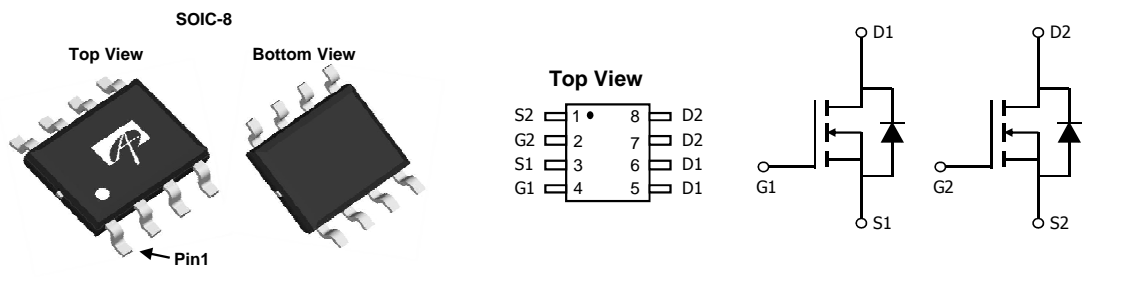 SOIC-8
Top View
Bottom View
Pin1
Top View
S2 1 8 D2
G2 2 7 D2
S1 3 6 D1
G1 4 5 D1
D1
G1
S1
D2
G2
S2